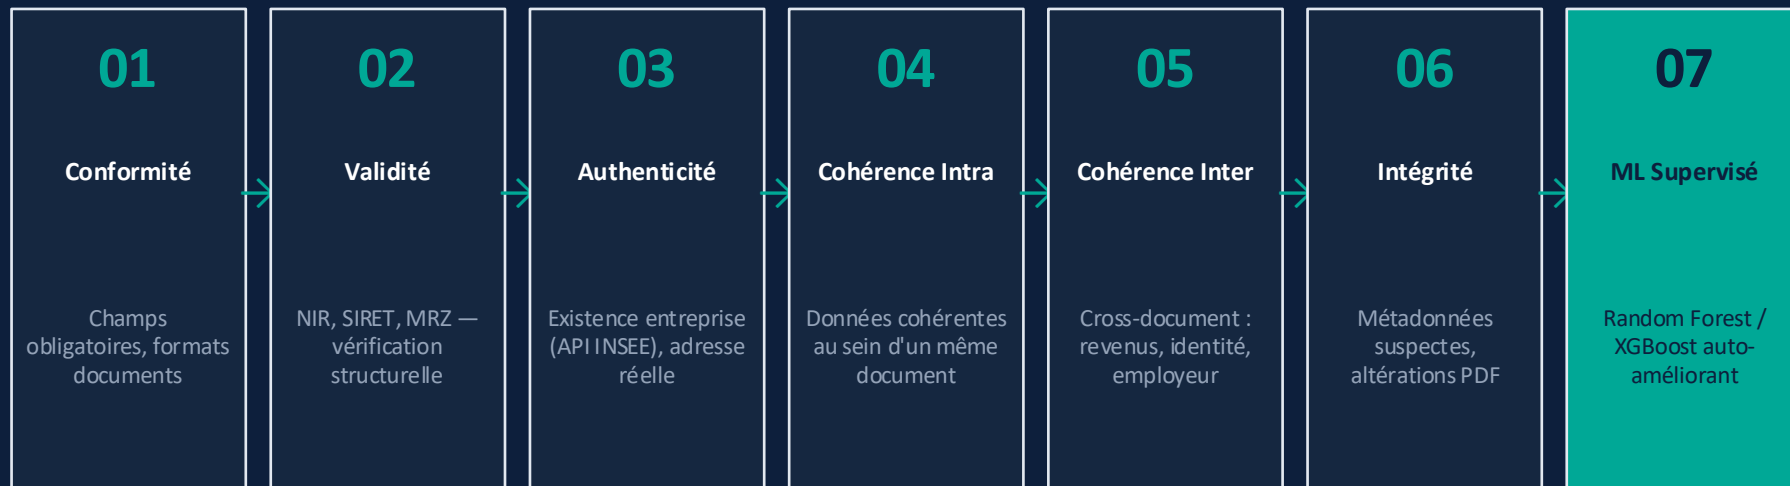 01
Conformité
Champs
obligatoires, formats
documents
02
Validité
NIR, SIRET, MRZ —
vérification
structurelle
03
Authenticité
Existence entreprise
(API INSEE), adresse
réelle
04
Cohérence Intra
Données cohérentes
au sein d'un même
document
05
Cohérence Inter
Cross-document :
revenus, identité,
employeur
06
Intégrité
Métadonnées
suspectes,
altérations PDF
07
ML Supervisé
Random Forest /
XGBoost auto-
améliorant